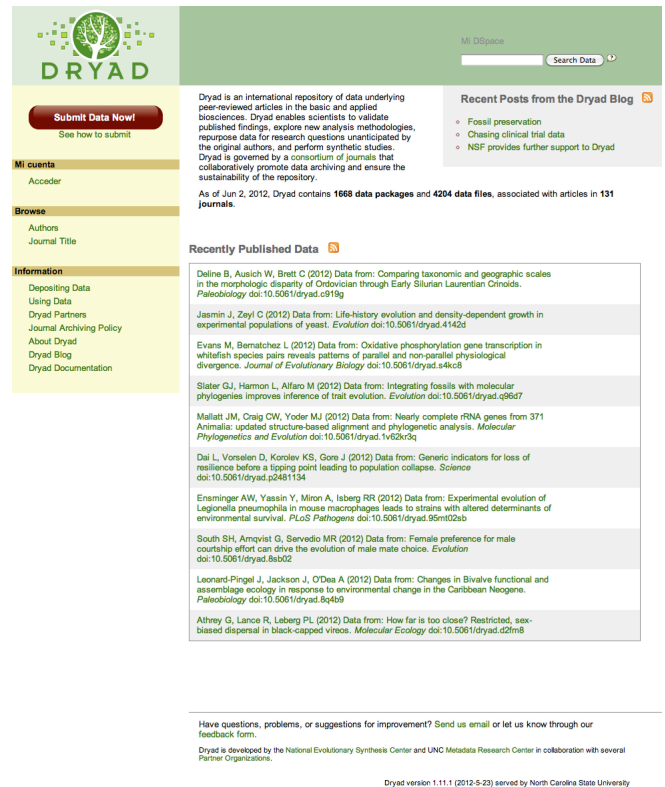 DRYAD
Mi DSpace
Search Data
?
Submit Data Now!
See how to submit
Mi cuenta
Acceder
Browse
Authors
Journal Title
Information
Depositing Data
Using Data
Dryad Partners
Journal Archiving Policy
About Dryad
Dryad Blog
Dryad Documentation
Dryad is an international repository of data underlying
peer-reviewed articles in the basic and applied
biosciences. Dryad enables scientists to validate
published findings, explore new analysis methodologies,
repurpose data for research questions unanticipated by
the original authors, and perform synthetic studies.
Dryad is governed by a consortium of journals that
collaboratively promote data archiving and ensure the
sustainability of the repository.
As of Jun 2, 2012, Dryad contains 1668 data packages and 4204 data files, associated with articles in 131
journals.
Recent Posts from the Dryad Blog
Fossil preservation
Chasing clinical trial data
NSF provides further support to Dryad
Recently Published Data
Deline B, Ausich W, Brett C (2012) Data from: Comparing taxonomic and geographic scales
in the morphologic disparity of Ordovician through Early Silurian Laurentian Crinoids.
Paleobiology doi:10.5061/dryad.c919g
Jasmin J, Zeyl C (2012) Data from: Life-history evolution and density-dependent growth in
experimental populations of yeast. Evolution doi:10.5061/dryad.4142d
Evans M, Bernatchez L (2012) Data from: Oxidative phosphorylation gene transcription in
whitefish species pairs reveals patterns of parallel and non-parallel physiological
divergence. Journal of Evolutionary Biology doi:10.5061/dryad.s4kc8
Slater GJ, Harmon L, Alfaro M (2012) Data from: Integrating fossils with molecular
phylogenies improves inference of trait evolution. Evolution doi:10.5061/dryad.q96d7
Mallatt JM, Craig CW, Yoder MJ (2012) Data from: Nearly complete rRNA genes from 371
Animalia: updated structure-based alignment and phylogenetic analysis. Molecular
Phylogenetics and Evolution doi:10.5061/dryad.1v62kr3q
Dai L, Vorselen D, Korolev KS, Gore J (2012) Data from: Generic indicators for loss of
resilience before a tipping point leading to population collapse. Science
doi:10.5061/dryad.p2481134
Ensminger AW, Yassin Y, Miron A, Isberg RR (2012) Data from: Experimental evolution of
Legionella pneumophila in mouse macrophages leads to strains with altered determinants of
environmental survival. PLoS Pathogens doi:10.5061/dryad.95mt02sb
South SH, Arnqvist G, Servedio MR (2012) Data from: Female preference for male
courtship effort can drive the evolution of male mate choice. Evolution
doi:10.5061/dryad.8sb02
Leonard-Pingel J, Jackson J, O'Dea A (2012) Data from: Changes in Bivalve functional and
assemblage ecology in response to environmental change in the Caribbean Neogene.
Paleobiology doi:10.5061/dryad.8q4b9
Athrey G, Lance R, Leberg PL (2012) Data from: How far is too close? Restricted, sex-
biased dispersal in black-capped vireos. Molecular Ecology doi:10.5061/dryad.d2fm8
Have questions, problems, or suggestions for improvement? Send us email or let us know through our
feedback form.
Dryad is developed by the National Evolutionary Synthesis Center and UNC Metadata Research Center in collaboration with several
Partner Organizations.
Dryad version 1.11.1 (2012-5-23) served by North Carolina State University